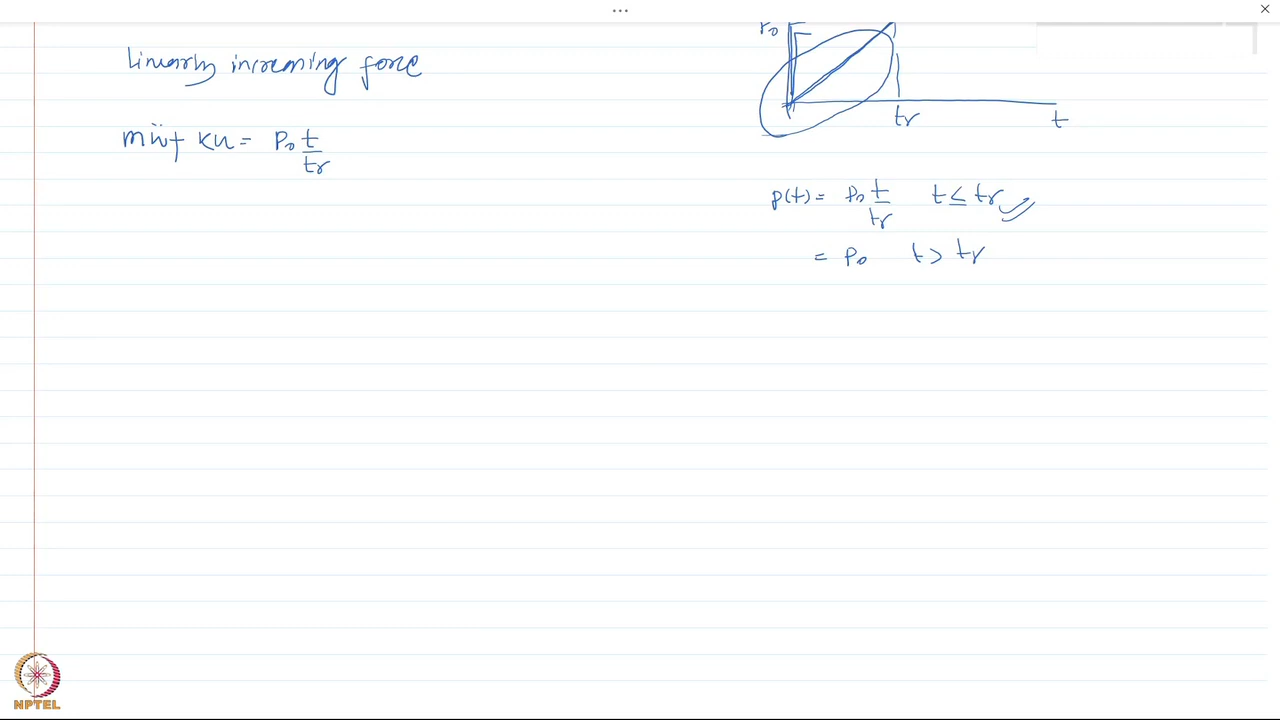 P₀
linearly increasing force
tr
t
mü + ku = P₀ t/tr
p(t) = P₀ t/tr t ≤ tr
= P₀ t > tr
NPTEL